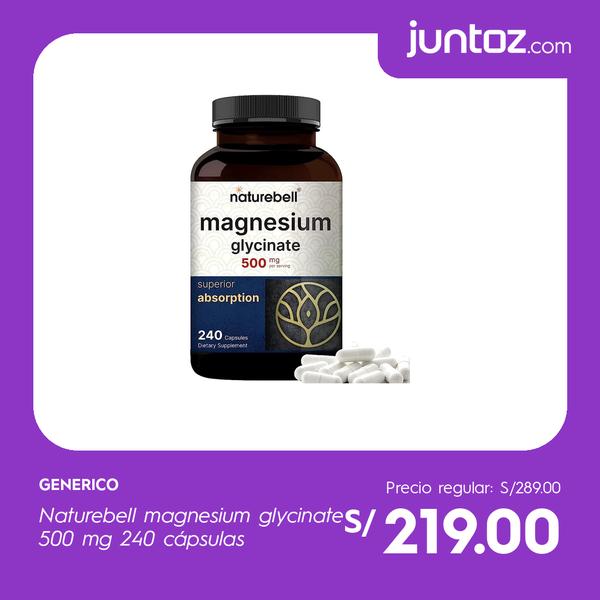 juntoz.com
naturebell®
magnesium
glycinate
500 mg
per serving
superior
absorption
240 Capsules
Dietary Supplement
GENERICO
Precio regular: S/289.00
Naturebell magnesium glycinate
500 mg 240 cápsulas
S/ 219.00